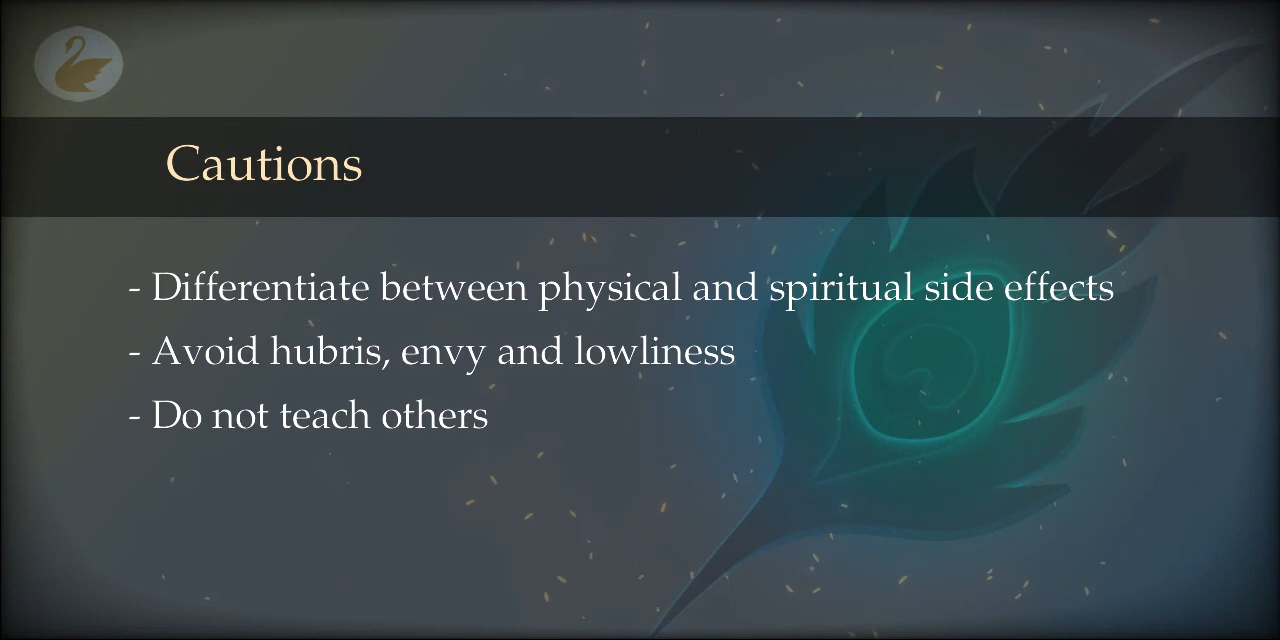 Cautions
- Differentiate between physical and spiritual side effects
- Avoid hubris, envy and lowliness
- Do not teach others